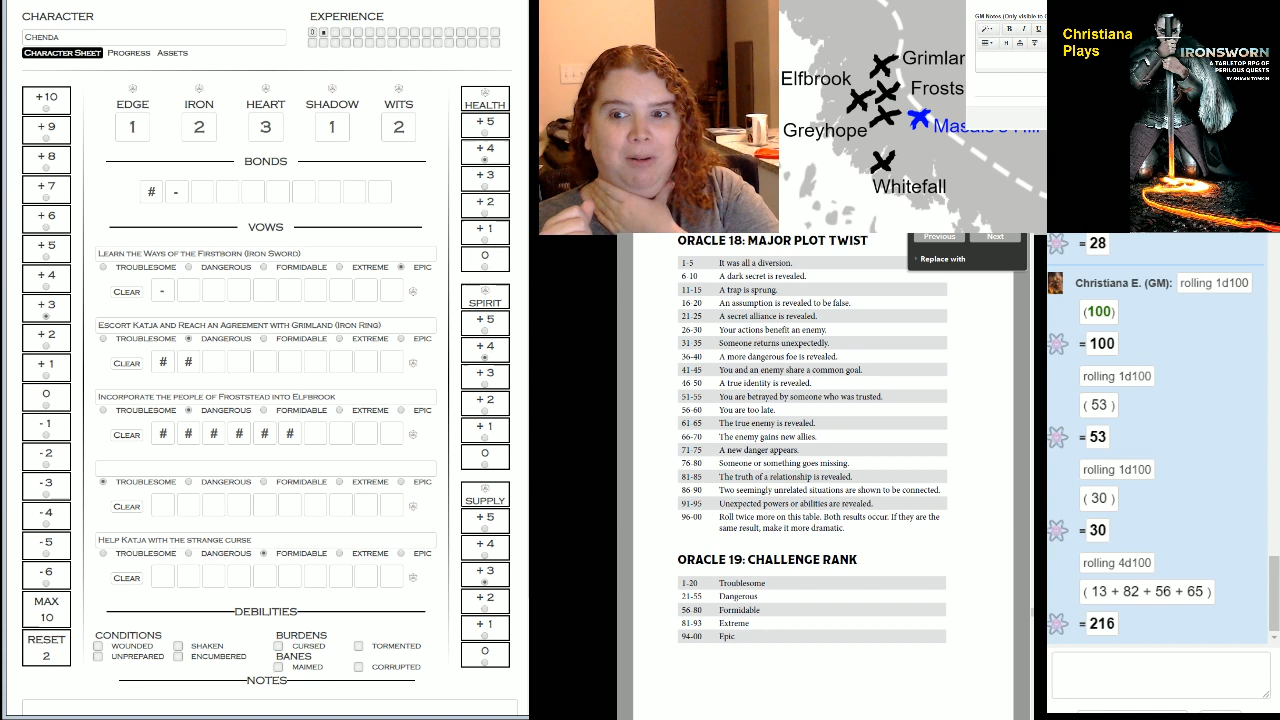 CHARACTER
EXPERIENCE
CHENDA
CHARACTER SHEET PROGRESS ASSETS
EDGE IRON HEART SHADOW WITS
1 2 3 1 2
BONDS
# -
VOWS
LEARN THE WAYS OF THE FIRSTBORN (IRON SWORD)
TROUBLESOME DANGEROUS FORMIDABLE EXTREME EPIC
CLEAR -
ESCORT KATJA AND REACH AN AGREEMENT WITH GRIMLAND (IRON RING)
TROUBLESOME DANGEROUS FORMIDABLE EXTREME EPIC
CLEAR # #
INCORPORATE THE PEOPLE OF FROSTSTEAD INTO ELFBROOK
TROUBLESOME DANGEROUS FORMIDABLE EXTREME EPIC
CLEAR # # # # # #
TROUBLESOME DANGEROUS FORMIDABLE EXTREME EPIC
CLEAR
HELP KATJA WITH THE STRANGE CURSE
TROUBLESOME DANGEROUS FORMIDABLE EXTREME EPIC
CLEAR
DEBILITIES
CONDITIONS
WOUNDED SHAKEN
UNPREPARED ENCUMBERED
BURDENS
CURSED TORMENTED
BANES
MAIMED CORRUPTED
NOTES
+10
+9
+8
+7
+6
+5
+4
+3
+2
+1
0
-1
-2
-3
-4
-5
-6
MAX
10
RESET
2
HEALTH
+5
+4
+3
+2
+1
0
SPIRIT
+5
+4
+3
+2
+1
0
SUPPLY
+5
+4
+3
+2
+1
0
Elfbrook
Grimlan
Frosts
Greyhope
Whitefall
GM Notes (Only visible to G
B I U
Christiana
Plays
IRONSWORN
A TABLETOP RPG OF
PERILOUS QUESTS
BY SHAWN TOMKIN
Previous Next
Replace with
ORACLE 18: MAJOR PLOT TWIST
1-5 It was all a diversion.
6-10 A dark secret is revealed.
11-15 A trap is sprung.
16-20 An assumption is revealed to be false.
21-25 A secret alliance is revealed.
26-30 Your actions benefit an enemy.
31-35 Someone returns unexpectedly.
36-40 A more dangerous foe is revealed.
41-45 You and an enemy share a common goal.
46-50 A true identity is revealed.
51-55 You are betrayed by someone who was trusted.
56-60 You are too late.
61-65 The true enemy is revealed.
66-70 The enemy gains new allies.
71-75 A new danger appears.
76-80 Someone or something goes missing.
81-85 The truth of a relationship is revealed.
86-90 Two seemingly unrelated situations are shown to be connected.
91-95 Unexpected powers or abilities are revealed.
96-00 Roll twice more on this table. Both results occur. If they are the
same result, make it more dramatic.
ORACLE 19: CHALLENGE RANK
1-20 Troublesome
21-55 Dangerous
56-80 Formidable
81-93 Extreme
94-00 Epic
= 28
Christiana E. (GM): rolling 1d100
(100)
= 100
rolling 1d100
( 53 )
= 53
rolling 1d100
( 30 )
= 30
rolling 4d100
( 13 + 82 + 56 + 65 )
= 216